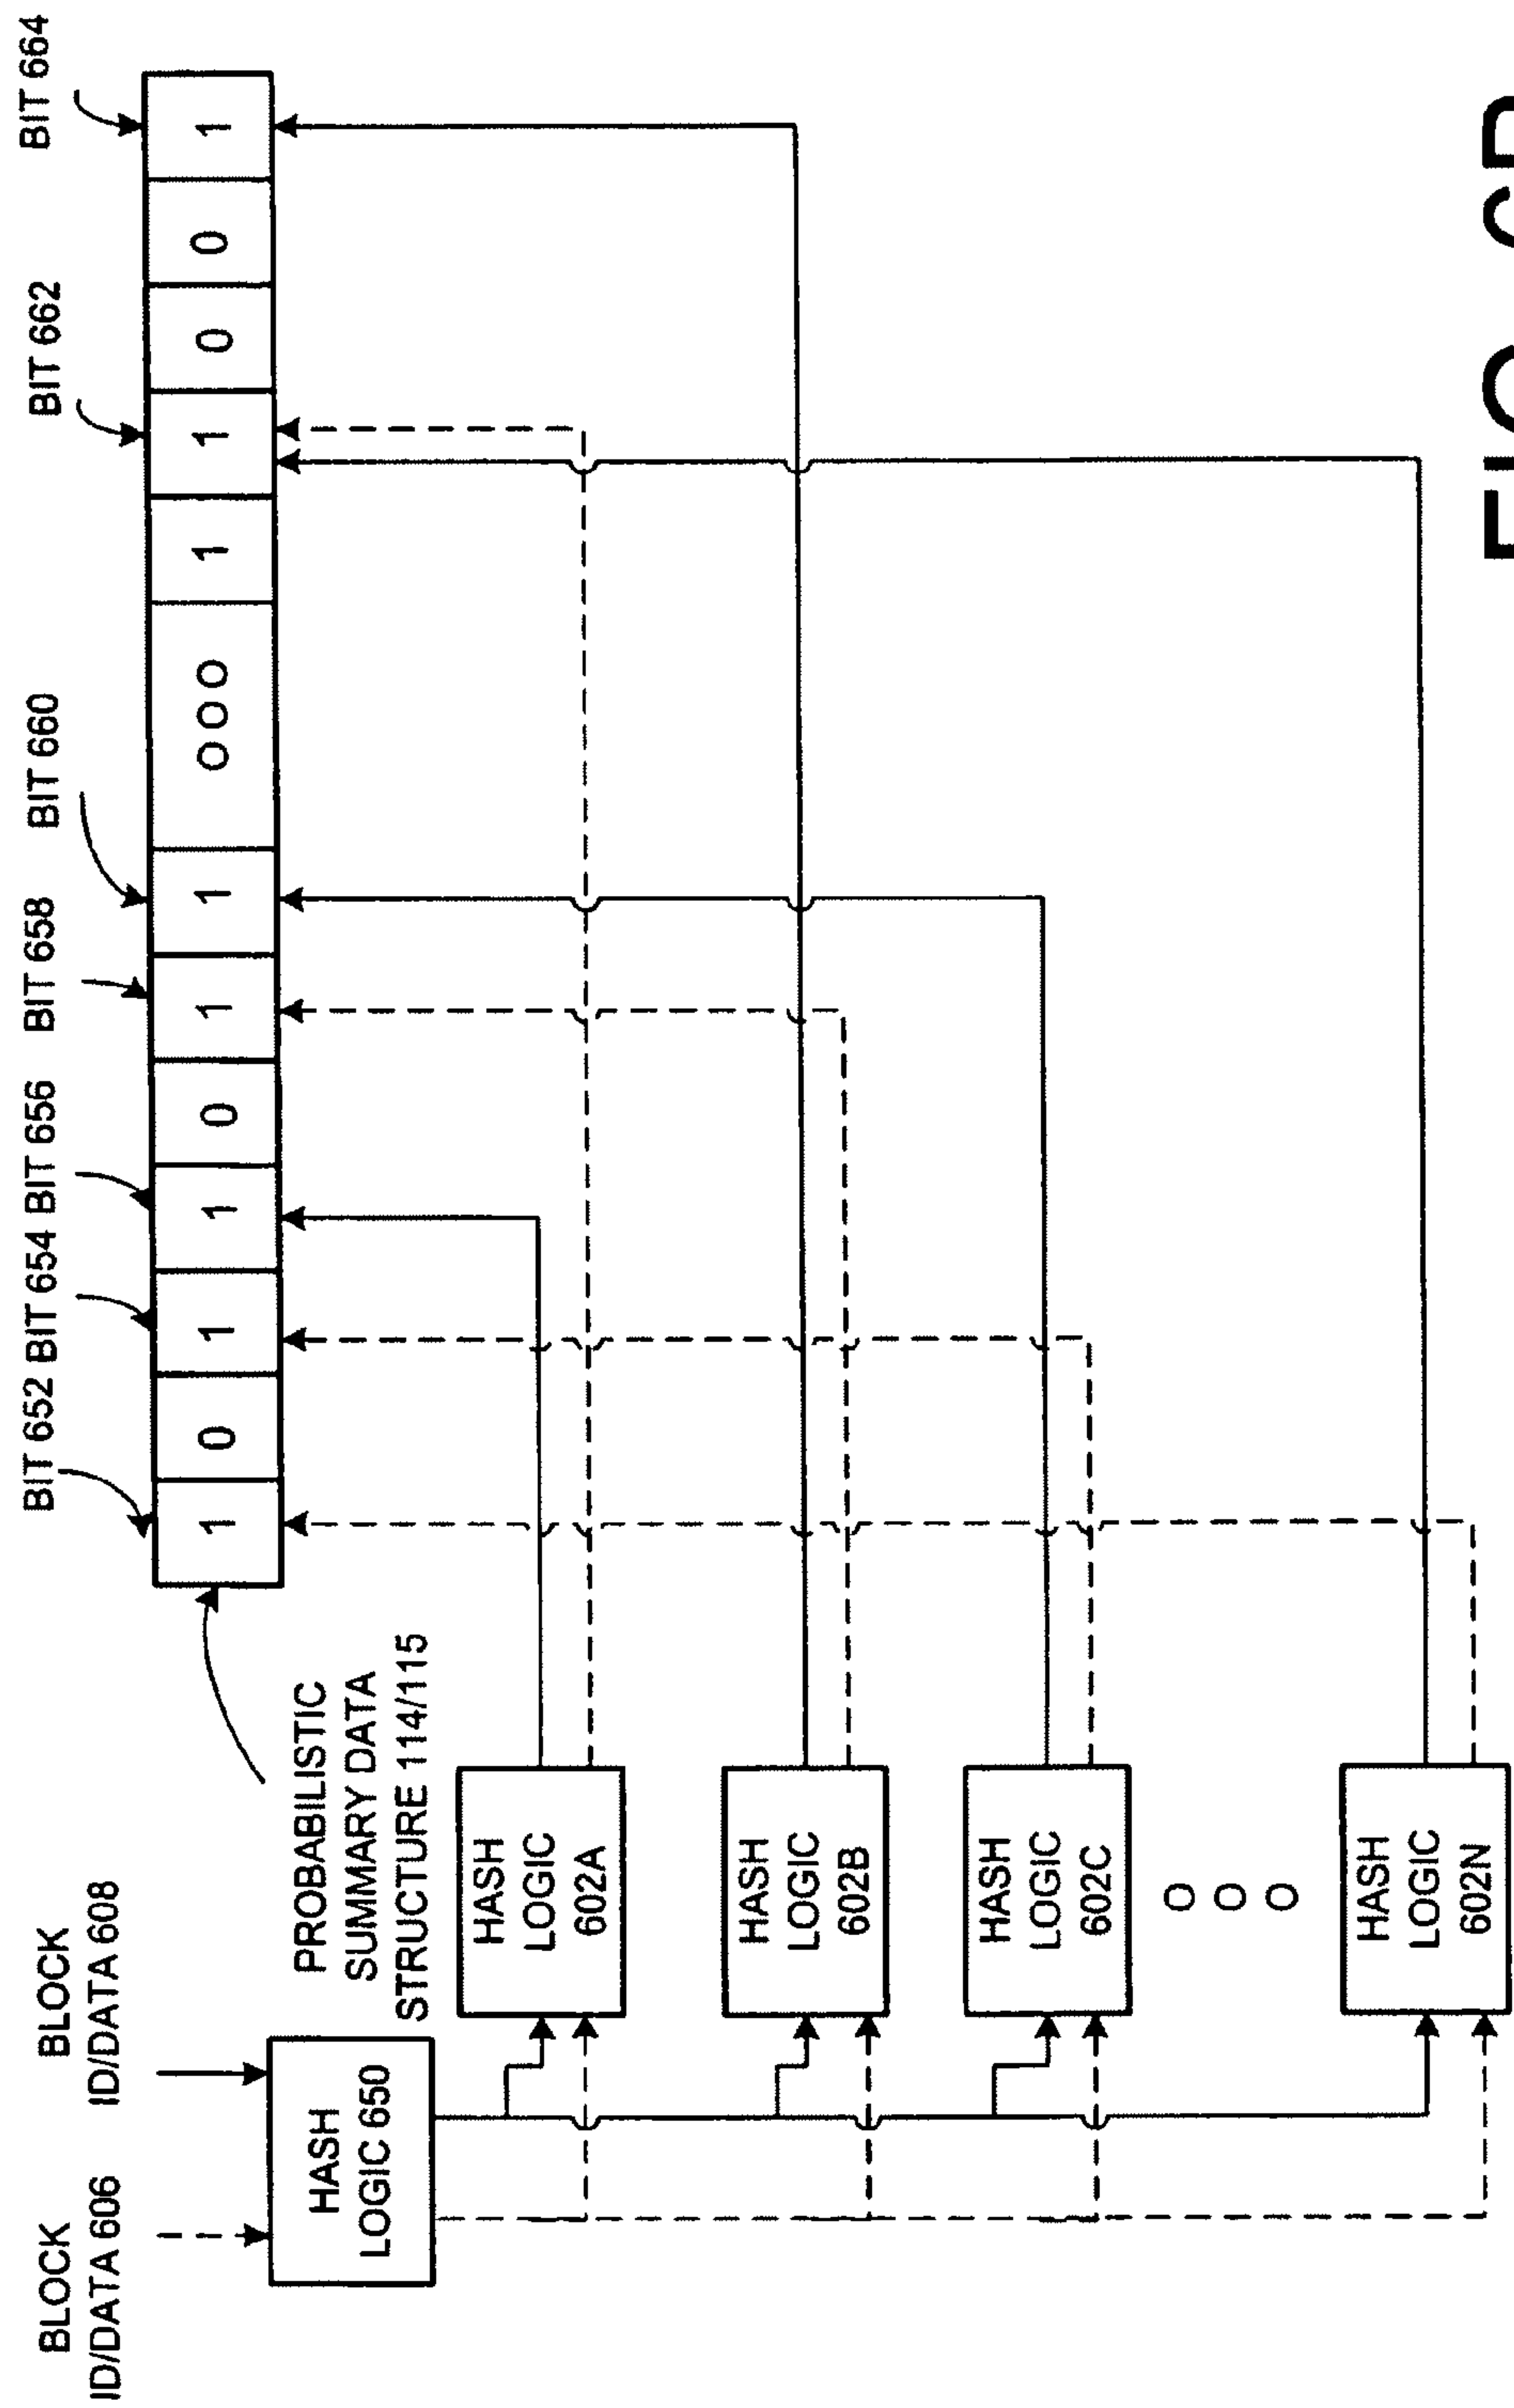 BLOCK
ID/DATA 606
BLOCK
ID/DATA 608
HASH
LOGIC 650
PROBABILISTIC
SUMMARY DATA
STRUCTURE 114/115
BIT 652
BIT 654
BIT 656
BIT 658
BIT 660
BIT 662
BIT 664
1 0 1 1 0 1 1 OOO 1 1 0 0 1
HASH
LOGIC
602A
HASH
LOGIC
602B
HASH
LOGIC
602C
O O O
HASH
LOGIC
602N